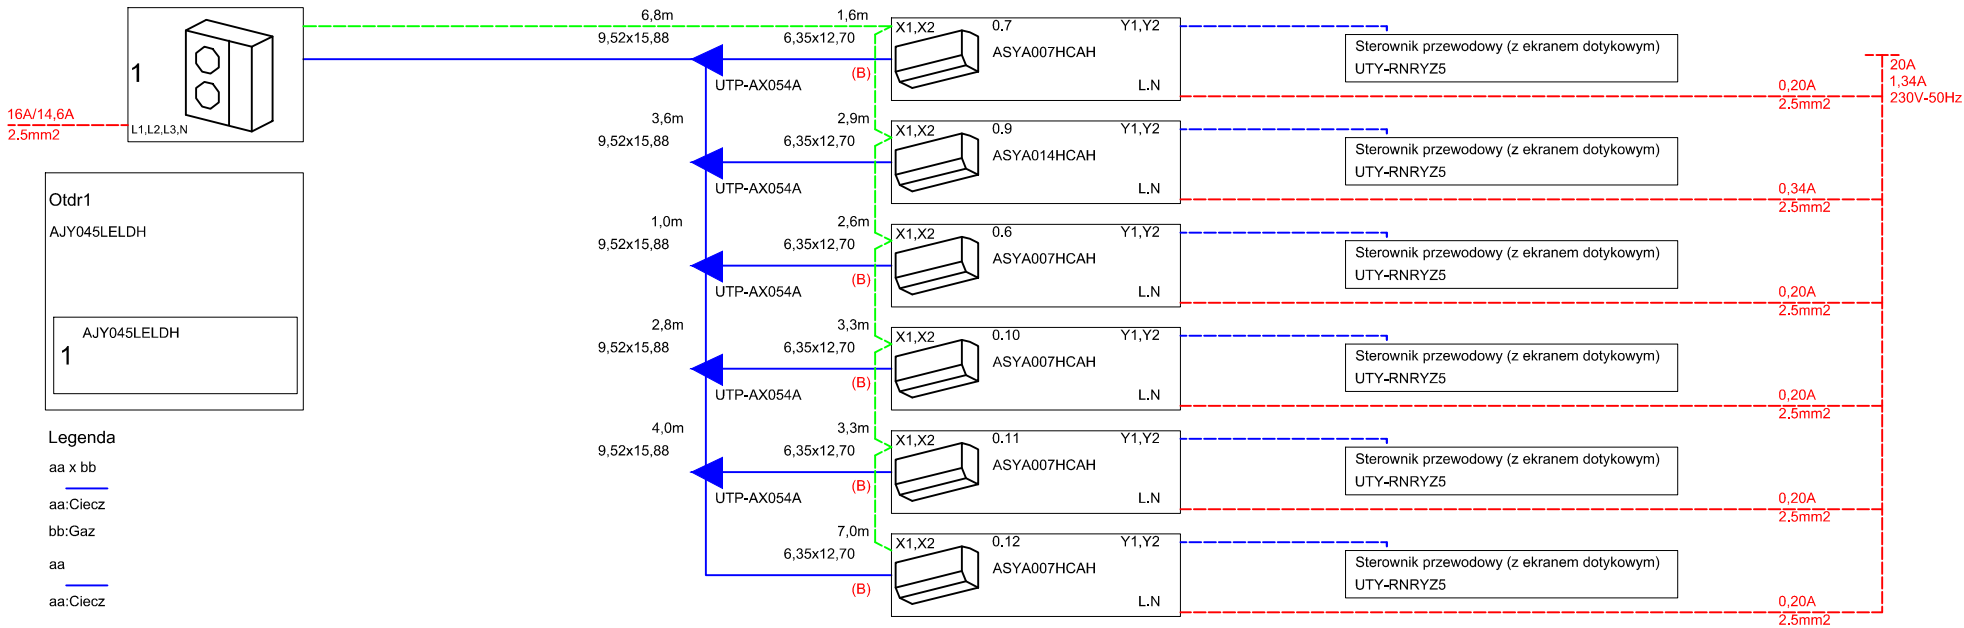 1
L1,L2,L3,N
16A/14,6A
2.5mm2
Otdr1
AJY045LELDH
AJY045LELDH
1
Legenda
aa x bb
aa:Ciecz
bb:Gaz
aa
aa:Ciecz
6,8m
9,52x15,88
UTP-AX054A
1,6m
6,35x12,70
(B)
X1,X2
0.7
Y1,Y2
ASYA007HCAH
L.N
Sterownik przewodowy (z ekranem dotykowym)
UTY-RNRYZ5
0,20A
2.5mm2
20A
1,34A
230V-50Hz
3,6m
9,52x15,88
UTP-AX054A
2,9m
6,35x12,70
X1,X2
0.9
Y1,Y2
ASYA014HCAH
L.N
Sterownik przewodowy (z ekranem dotykowym)
UTY-RNRYZ5
0,34A
2.5mm2
1,0m
9,52x15,88
UTP-AX054A
2,6m
6,35x12,70
(B)
X1,X2
0.6
Y1,Y2
ASYA007HCAH
L.N
Sterownik przewodowy (z ekranem dotykowym)
UTY-RNRYZ5
0,20A
2.5mm2
2,8m
9,52x15,88
UTP-AX054A
3,3m
6,35x12,70
(B)
X1,X2
0.10
Y1,Y2
ASYA007HCAH
L.N
Sterownik przewodowy (z ekranem dotykowym)
UTY-RNRYZ5
0,20A
2.5mm2
4,0m
9,52x15,88
UTP-AX054A
3,3m
6,35x12,70
(B)
X1,X2
0.11
Y1,Y2
ASYA007HCAH
L.N
Sterownik przewodowy (z ekranem dotykowym)
UTY-RNRYZ5
0,20A
2.5mm2
7,0m
6,35x12,70
(B)
X1,X2
0.12
Y1,Y2
ASYA007HCAH
L.N
Sterownik przewodowy (z ekranem dotykowym)
UTY-RNRYZ5
0,20A
2.5mm2